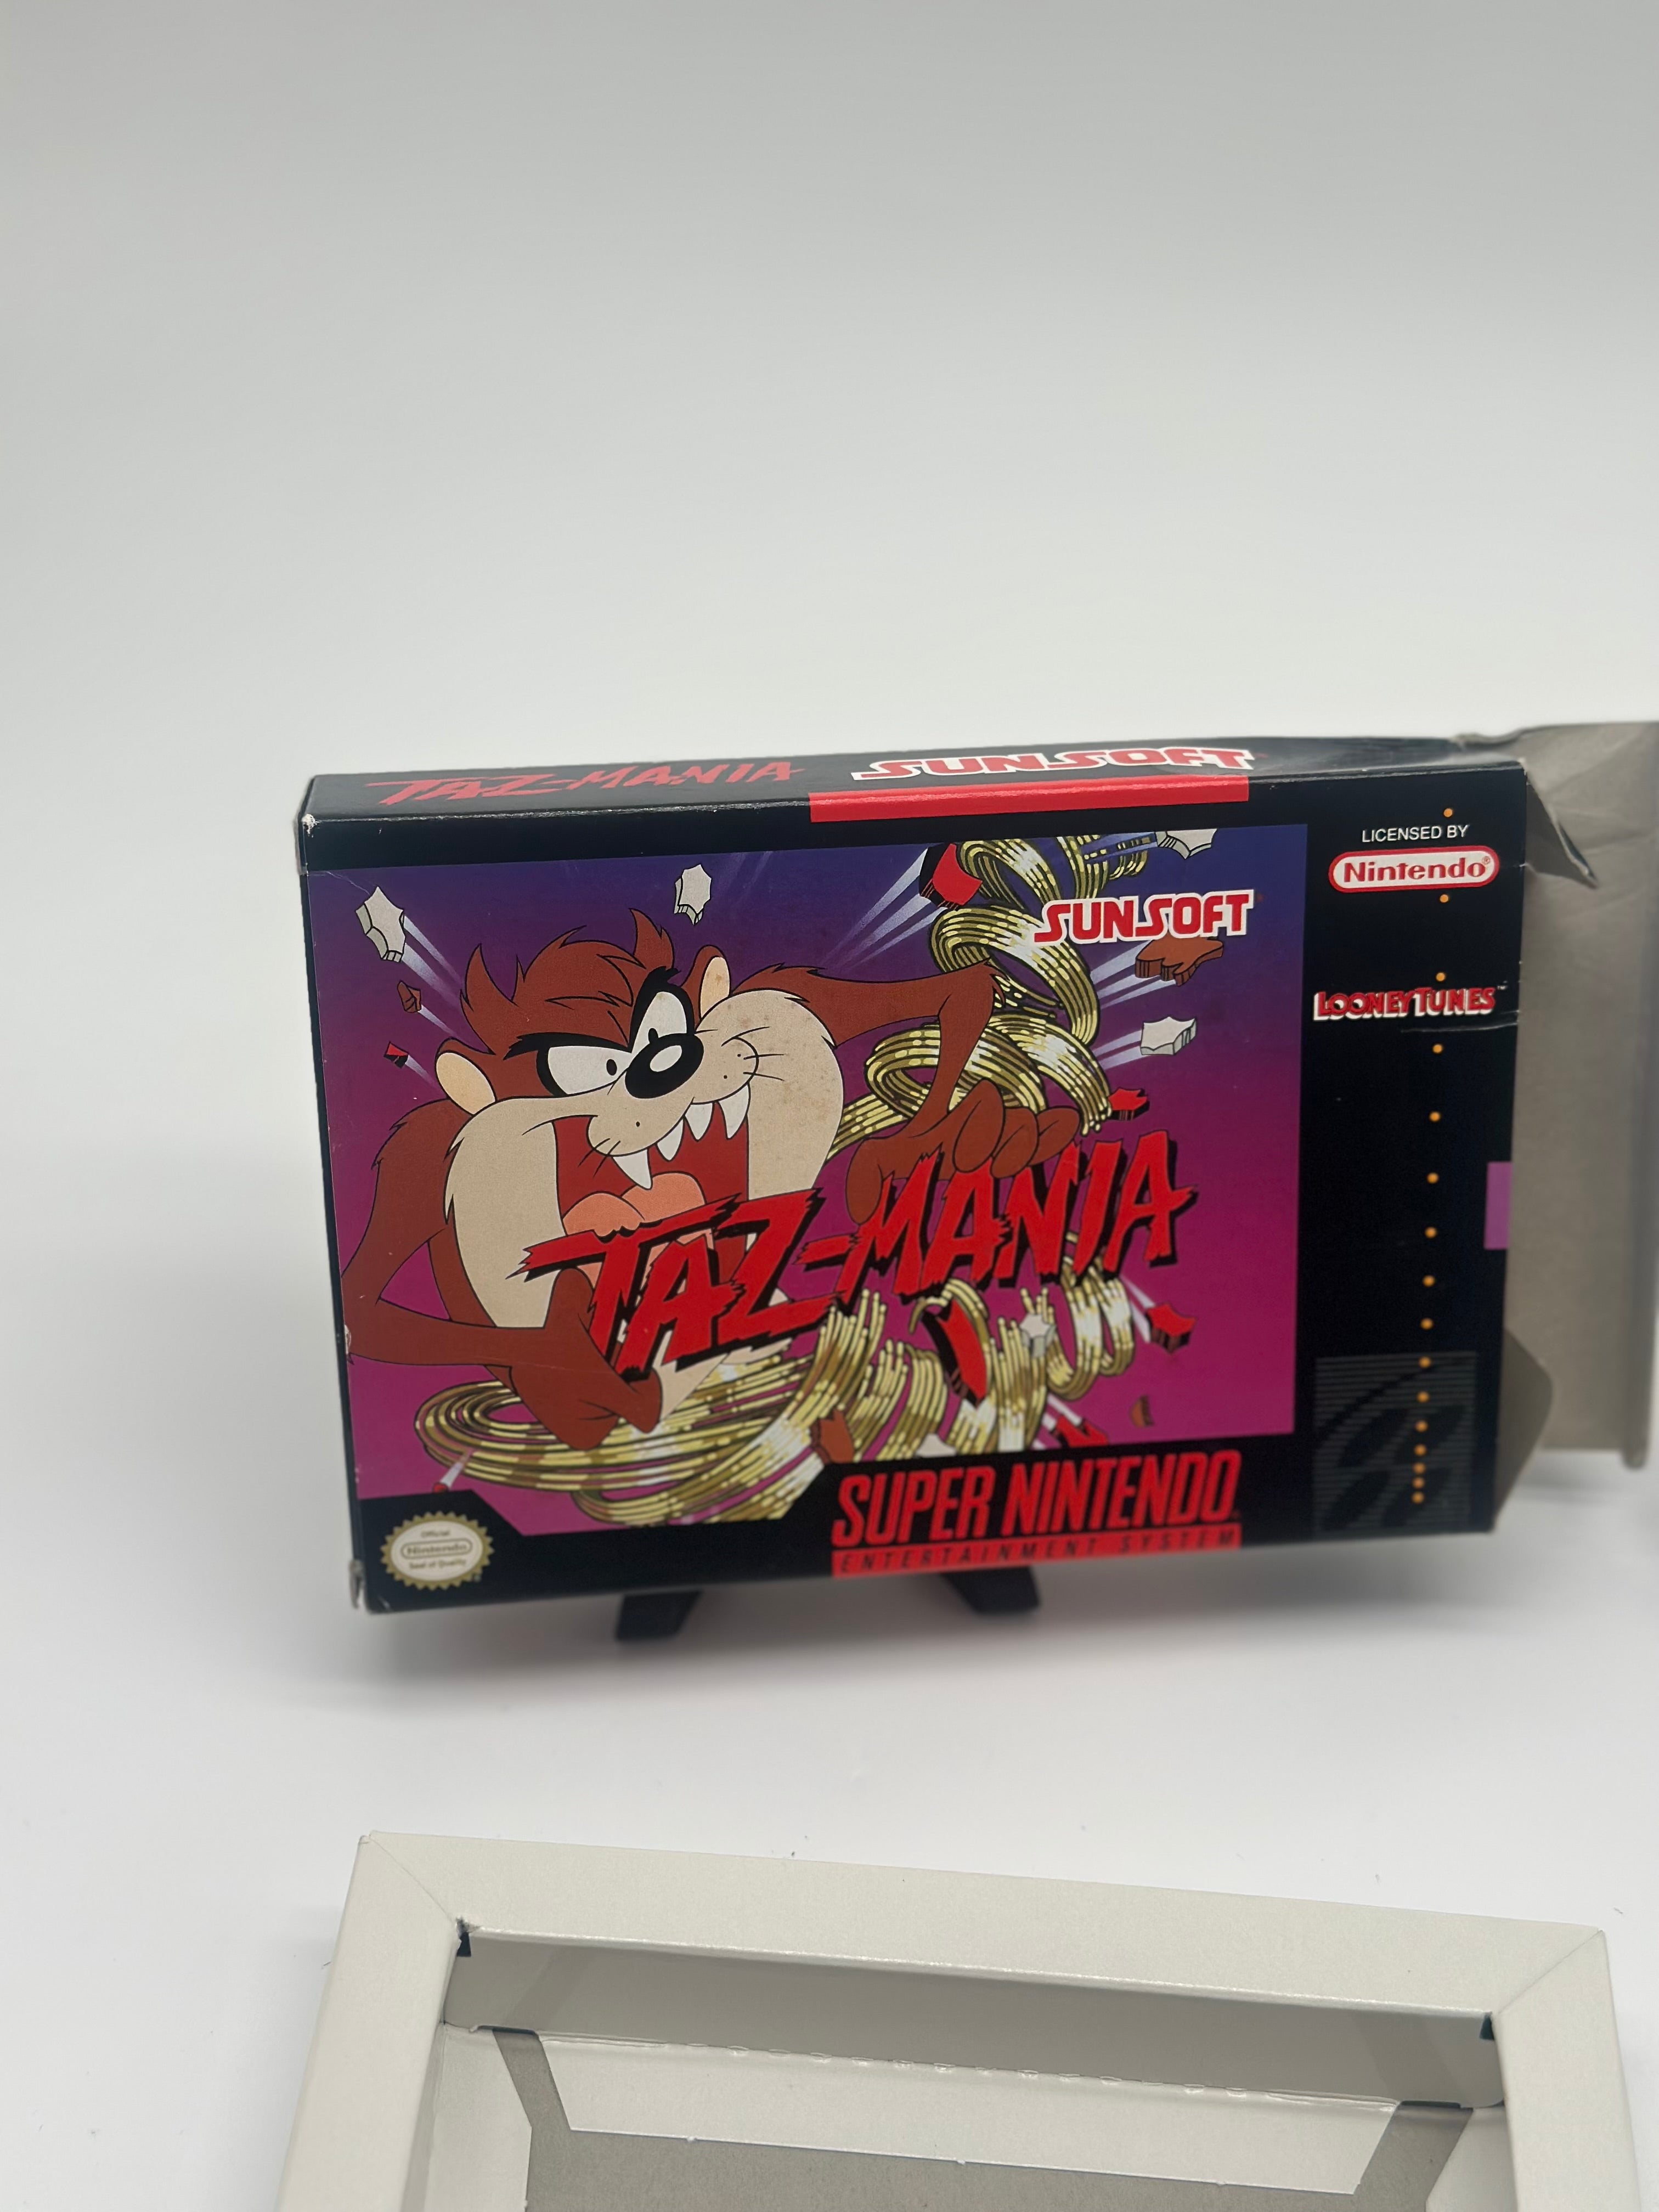 TAZ-MANIA SUNSOFT
LICENSED BY
Nintendo®
SUNSOFT
LOONEY TUNES™
TAZ-MANIA
SUPER NINTENDO
ENTERTAINMENT SYSTEM
Official
Nintendo
Seal of Quality